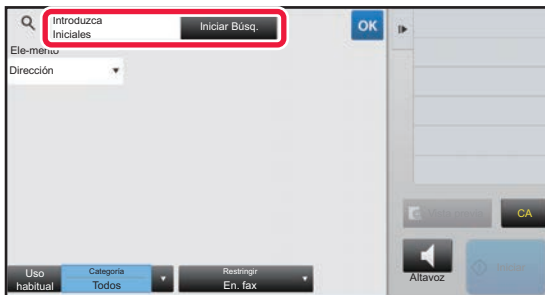 Introduzca
Iniciales
Iniciar Búsq.
OK
Ele-mento
Dirección
CA
Altavoz
Uso
habitual
Categoría
Todos
Restringir
En. fax